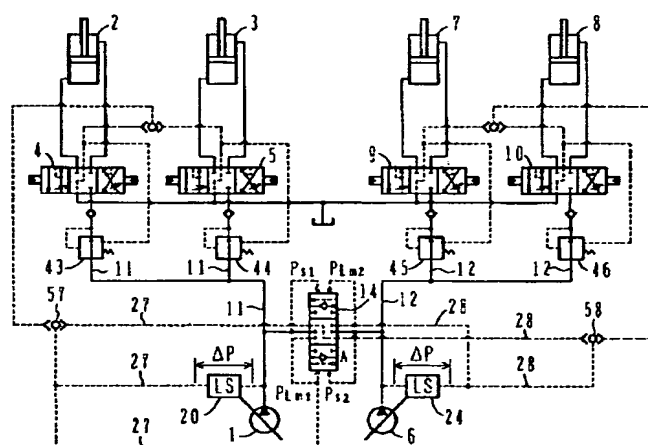 2 3 7 8
4 5 9 10
43 11 11 44 45 12 12 46
Ps1 PLm2 14
57 27 11 12 28 58
28
A
27 ΔP ΔP 28
LS PLm1 Ps2 LS
20 24
27 1 6